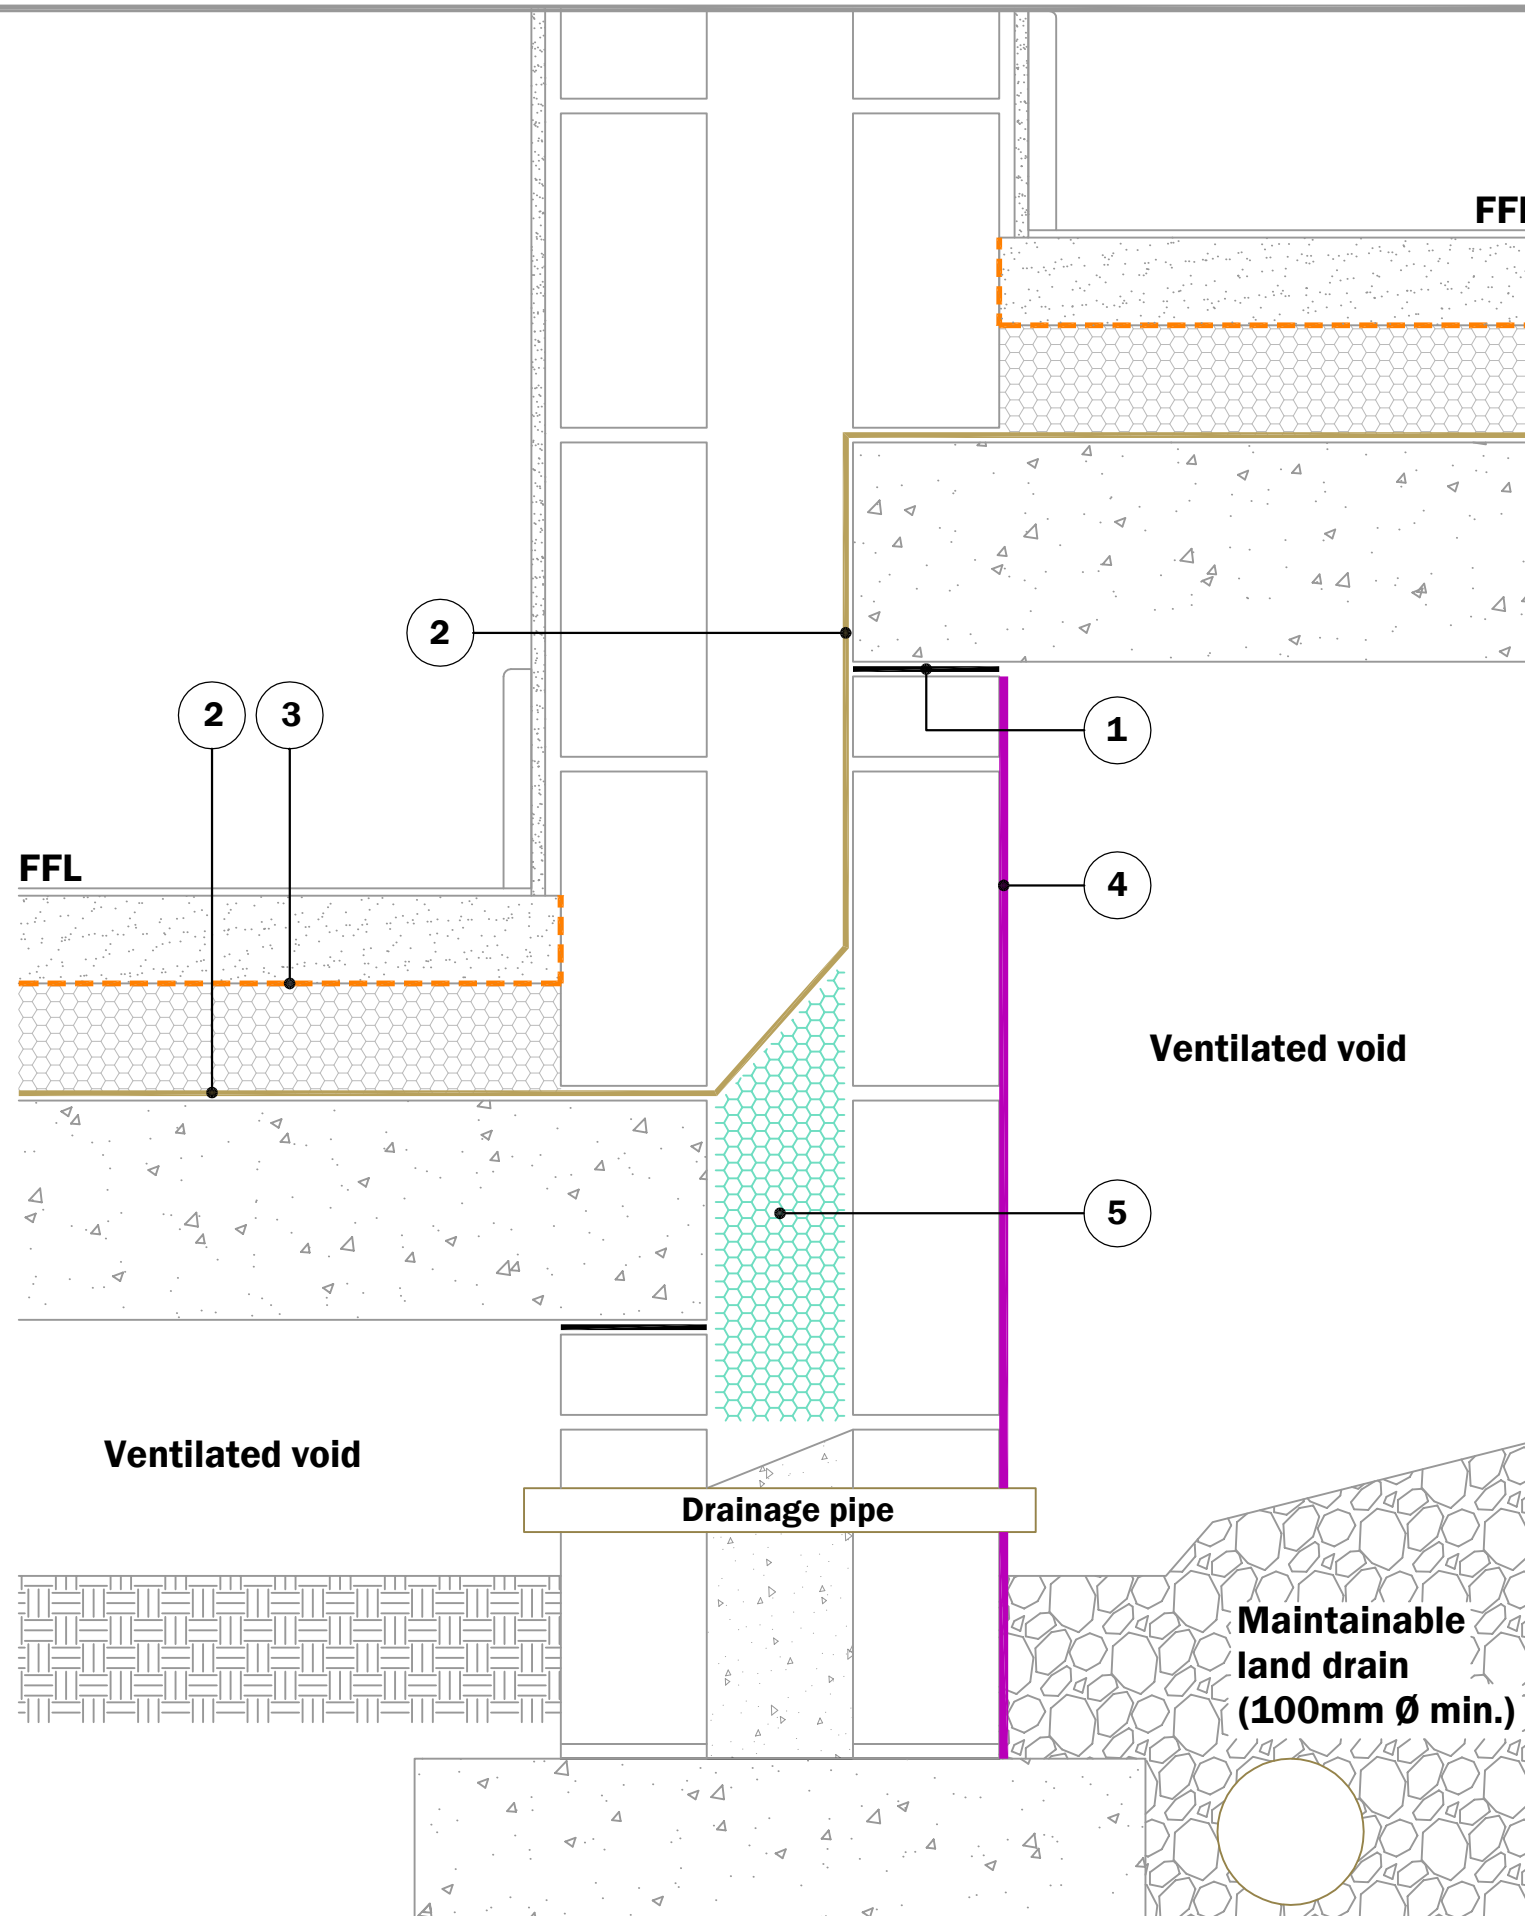 FFL
2
2 3
1
FFL
4
Ventilated void
5
Ventilated void
Drainage pipe
Maintainable
land drain
(100mm Ø min.)